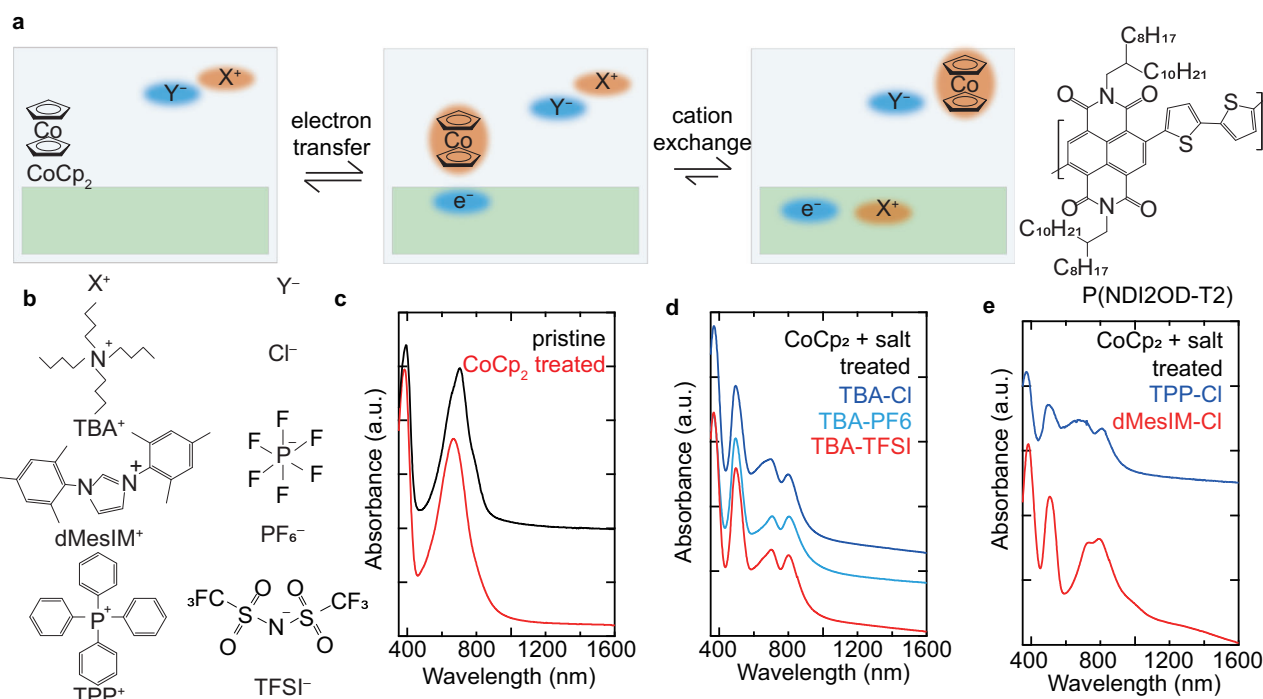 a
Y⁻ X⁺
Co
CoCp₂
electron
transfer
X⁺
Y⁻
Co
e⁻
cation
exchange
Co
Y⁻
e⁻ X⁺
C₈H₁₇
C₁₀H₂₁
O N O
S
S
O N O
C₁₀H₂₁
C₈H₁₇
P(NDI2OD-T2)
b
X⁺
Y⁻
N⁺
TBA⁺
Cl⁻
N N⁺
dMesIM⁺
F F F
P⁻
F F F
PF₆⁻
P⁺
TPP⁺
₃FC O O CF₃
S N⁻ S
O O
TFSI⁻
c
pristine
CoCp₂ treated
Absorbance (a.u.)
400 800 1200 1600
Wavelength (nm)
d
CoCp₂ + salt
treated
TBA-Cl
TBA-PF6
TBA-TFSI
Absorbance (a.u.)
400 800 1200 1600
Wavelength (nm)
e
CoCp₂ + salt
treated
TPP-Cl
dMesIM-Cl
Absorbance (a.u.)
400 800 1200 1600
Wavelength (nm)